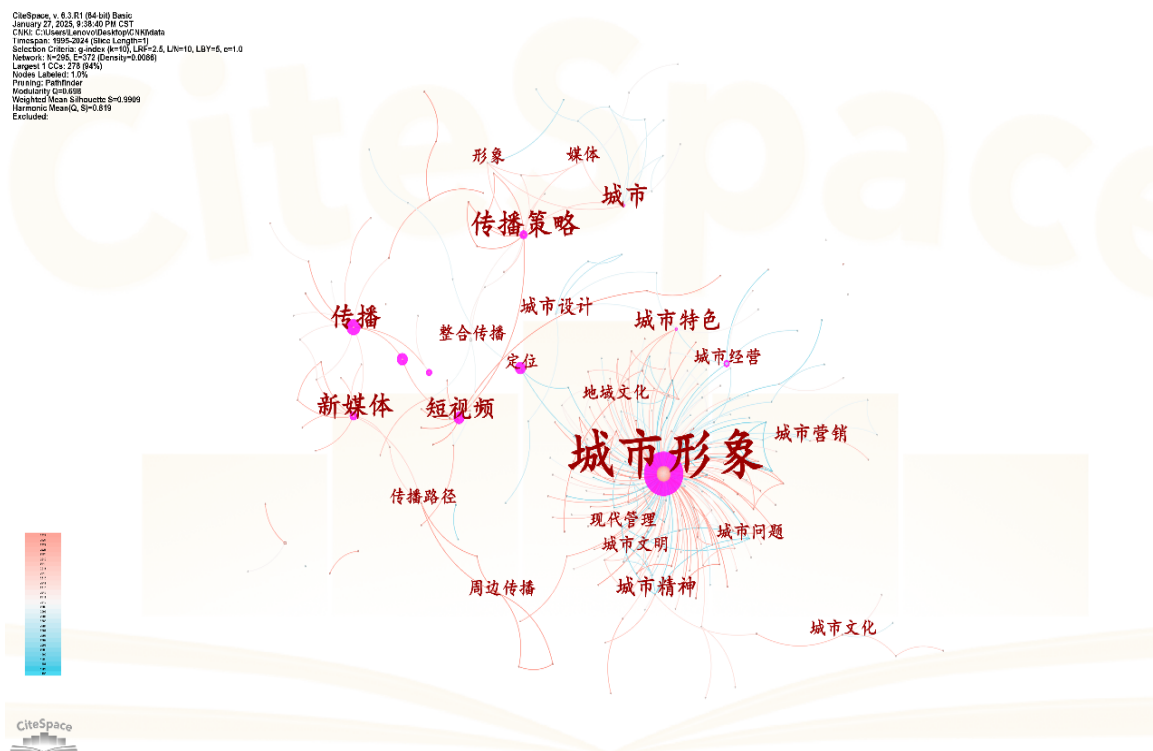 CiteSpace, v. 6.3.R1 (64-bit) Basic
January 27, 2025, 9:38:40 PM CST
CNKI: C:\Users\Lenovo\Desktop\CNKI\data
Timespan: 1995-2024 (Slice Length=1)
Selection Criteria: g-index (k=10), LRF=2.5, L/N=10, LBY=5, e=1.0
Network: N=295, E=372 (Density=0.0086)
Largest 1 CCs: 278 (94%)
Nodes Labeled: 1.0%
Pruning: Pathfinder
Modularity Q=0.698
Weighted Mean Silhouette S=0.9909
Harmonic Mean(Q, S)=0.819
Excluded:
CiteSpace
形象
媒体
城市
传播策略
城市设计
传播
城市特色
整合传播
城市经营
定位
地域文化
新媒体
短视频
城市营销
城市形象
传播路径
现代管理
城市问题
城市文明
城市精神
周边传播
城市文化
CiteSpace